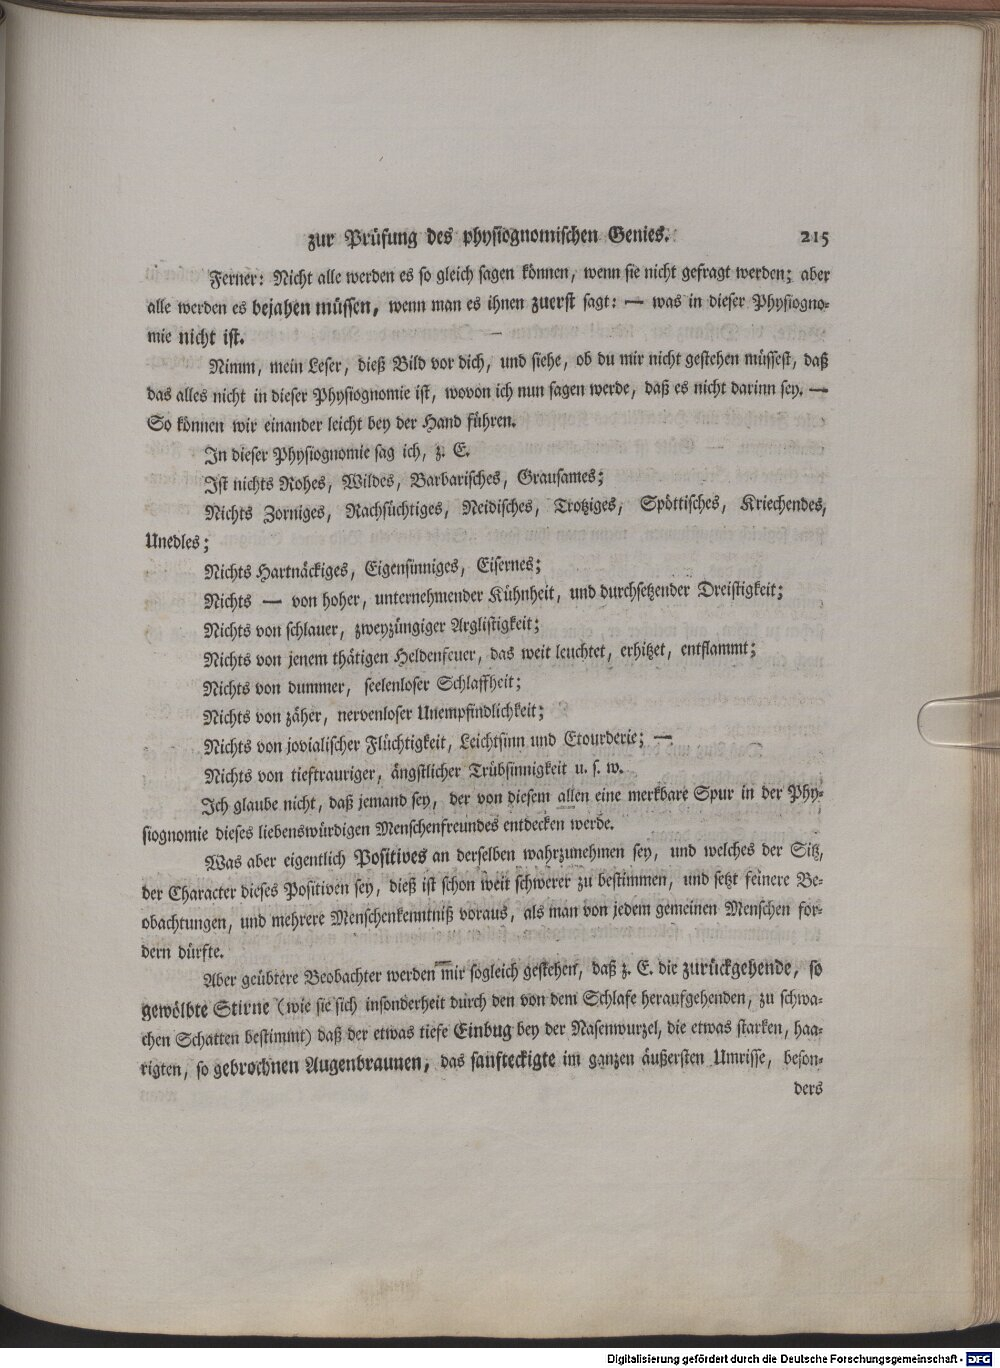 zur Prüfung des physiognomischen Genies. 215
Ferner: Nicht alle werden es so gleich sagen können, wenn sie nicht gefragt werden; aber
alle werden es bejahen müssen, wenn man es ihnen zuerst sagt: — was in dieser Physiogno-
mie nicht ist.
Nimm, mein Leser, dieß Bild vor dich, und siehe, ob du mir nicht gestehen müssest, daß
das alles nicht in dieser Physiognomie ist, wovon ich nun sagen werde, daß es nicht darinn sey. —
So können wir einander leicht bey der Hand führen.
In dieser Physiognomie sag ich, z. E.
Ist nichts Rohes, Wildes, Barbarisches, Grausames;
Nichts Zorniges, Rachsüchtiges, Neidisches, Trotziges, Spöttisches, Kriechendes,
Unedles;
Nichts Hartnäckiges, Eigensinniges, Eisernes;
Nichts — von hoher, unternehmender Kühnheit, und durchsetzender Dreistigkeit;
Nichts von schlauer, zweyzüngiger Arglistigkeit;
Nichts von jenem thätigen Heldenfeuer, das weit leuchtet, erhitzet, entflammt;
Nichts von dummer, seelenloser Schlaffheit;
Nichts von zäher, nervenloser Unempfindlichkeit;
Nichts von jovialischer Flüchtigkeit, Leichtsinn und Etourderie; —
Nichts von tieftrauriger, ängstlicher Trübsinnigkeit u. s. w.
Ich glaube nicht, daß jemand sey, der von diesem allen eine merkbare Spur in der Phy-
siognomie dieses liebenswürdigen Menschenfreundes entdecken werde.
Was aber eigentlich Positives an derselben wahrzunehmen sey, und welches der Sitz,
der Character dieses Positiven sey, dieß ist schon weit schwerer zu bestimmen, und setzt feinere Be-
obachtungen, und mehrere Menschenkenntniß voraus, als man von jedem gemeinen Menschen for-
dern dürfte.
Aber geübtere Beobachter werden mir sogleich gestehen, daß z. E. die zurückgehende, so
gewölbte Stirne (wie sie sich insonderheit durch den von dem Schlafe heraufgehenden, zu schwa-
chen Schatten bestimmt) daß der etwas tiefe Einbug bey der Nasenwurzel, die etwas starken, haa-
rigten, so gebrochnen Augenbraunen, das sanfteckigte im ganzen äußersten Umrisse, beson-
ders
Digitalisierung gefördert durch die Deutsche Forschungsgemeinschaft - DFG